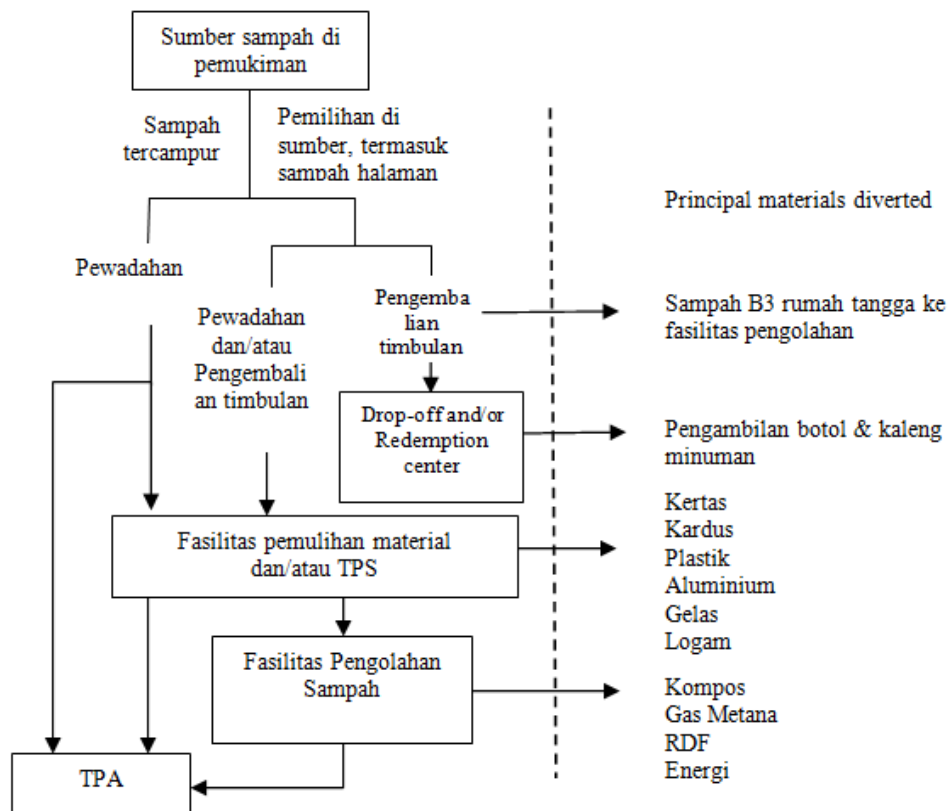 Sumber sampah di
pemukiman
Sampah
tercampur
Pemilihan di
sumber, termasuk
sampah halaman
Principal materials diverted
Pewadahan
Pewadahan
dan/atau
Pengembali
an timbulan
Pengemba
lian
timbulan
Sampah B3 rumah tangga ke
fasilitas pengolahan
Drop-off and/or
Redemption
center
Pengambilan botol & kaleng
minuman
Fasilitas pemulihan material
dan/atau TPS
Kertas
Kardus
Plastik
Aluminium
Gelas
Logam
Fasilitas Pengolahan
Sampah
Kompos
Gas Metana
RDF
Energi
TPA